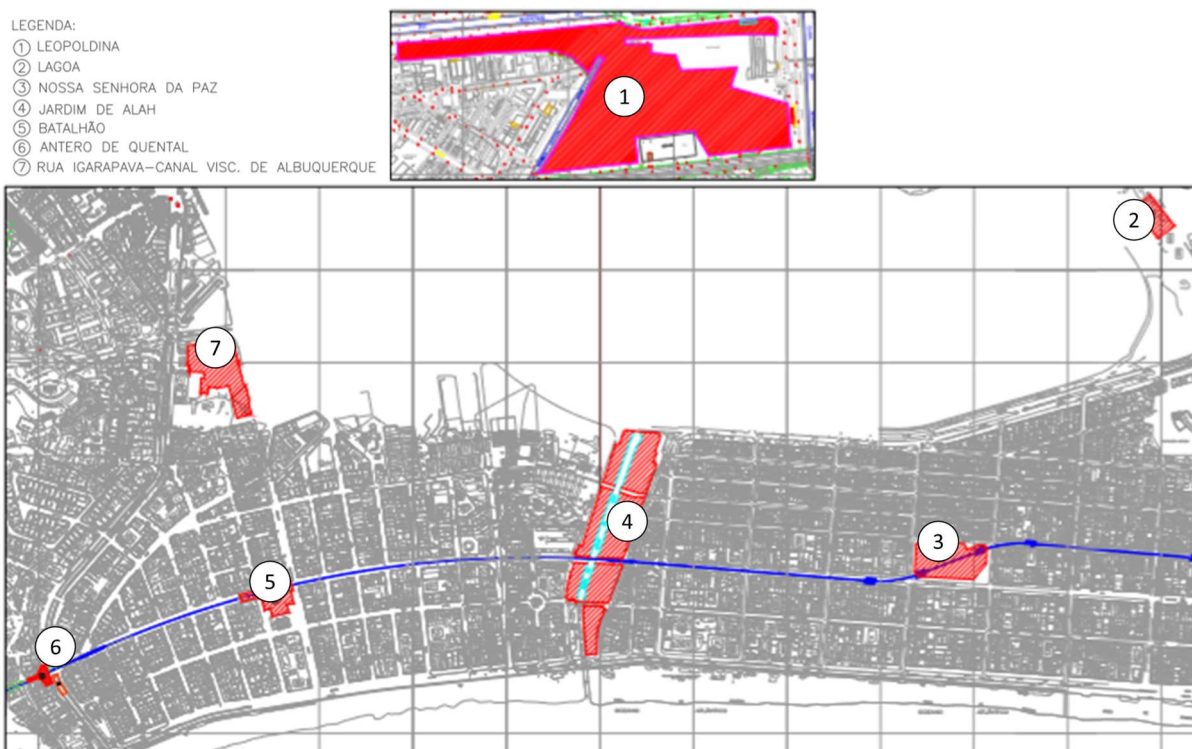 LEGENDA:
① LEOPOLDINA
② LAGOA
③ NOSSA SENHORA DA PAZ
④ JARDIM DE ALAH
⑤ BATALHÃO
⑥ ANTERO DE QUENTAL
⑦ RUA IGARAPAVA-CANAL VISC. DE ALBUQUERQUE
1
2
7
4
3
5
6